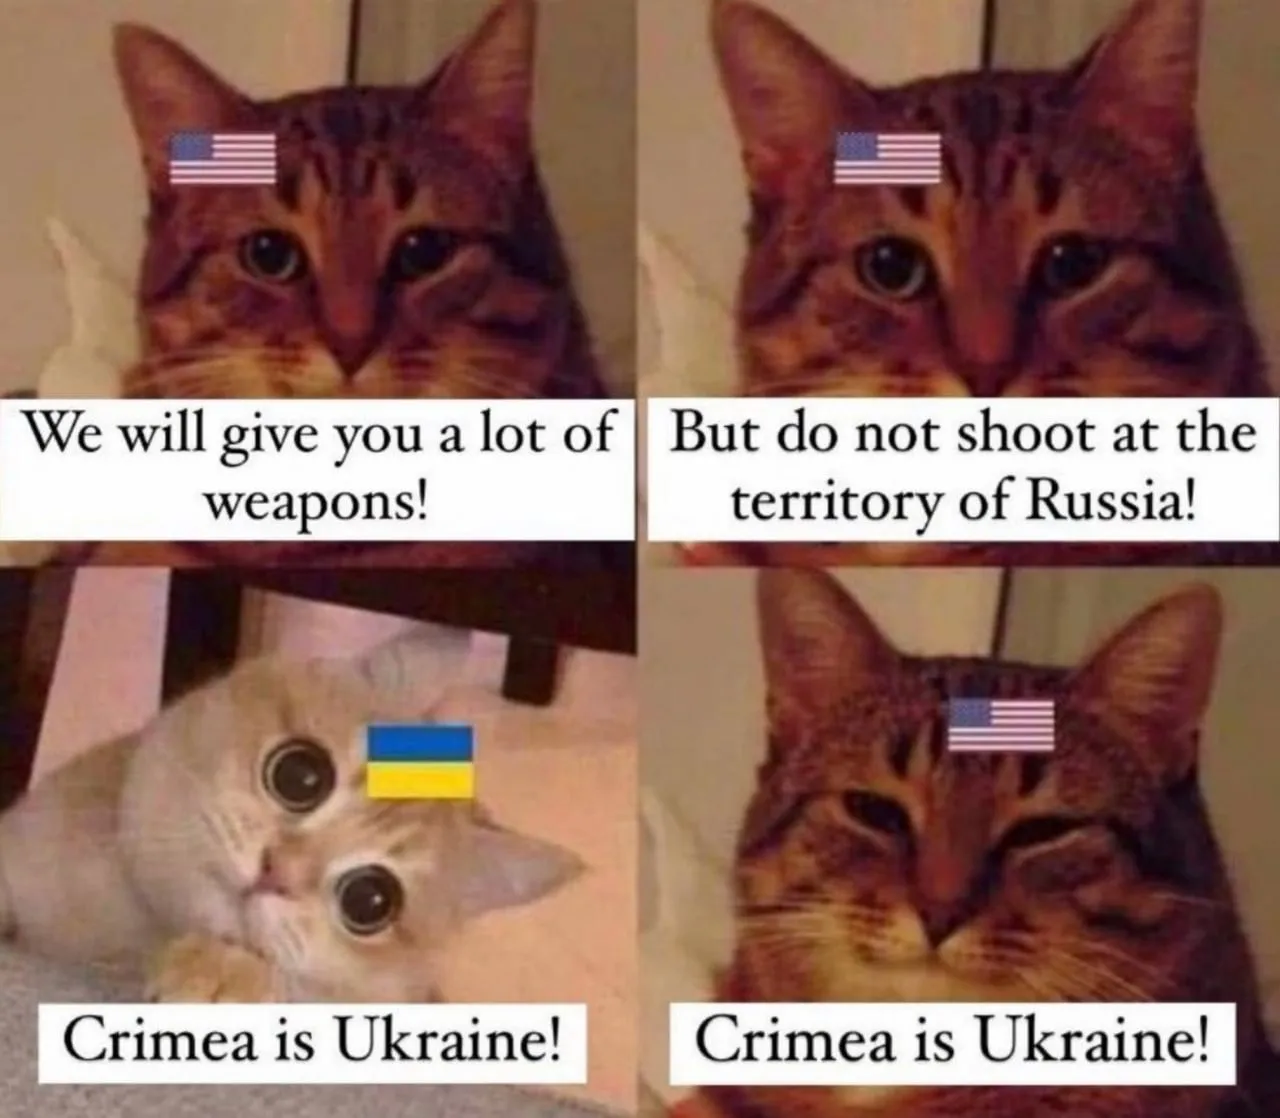 We will give you a lot of
weapons!
But do not shoot at the
territory of Russia!
Crimea is Ukraine!
Crimea is Ukraine!